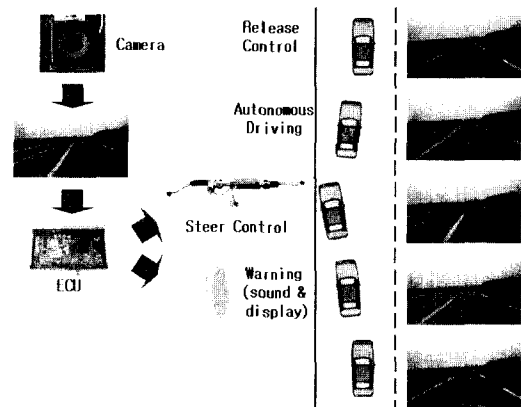 Camera
ECU
Release
Control
Autonomous
Driving
Steer Control
Warning
(sound &
display)